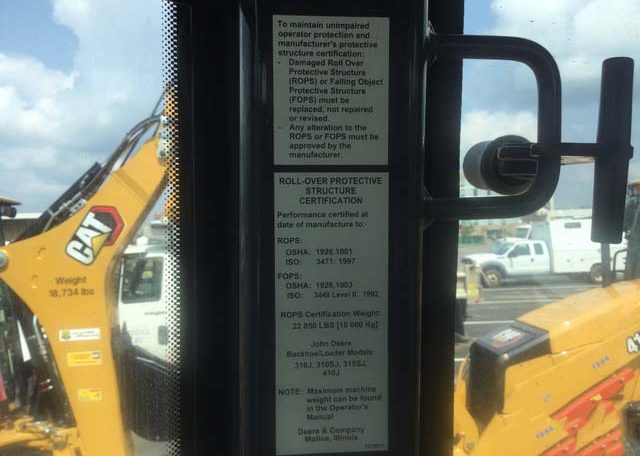 To maintain unimpaired
operator protection and
manufacturer's protective
structure certification:
- Damaged Roll Over
Protective Structure
(ROPS) or Falling Object
Protective Structure
(FOPS) must be
replaced, not repaired
or revised.
- Any alteration to the
ROPS or FOPS must be
approved by the
manufacturer.
ROLL-OVER PROTECTIVE
STRUCTURE
CERTIFICATION
Performance certified at
date of manufacture to:
ROPS:
OSHA: 1926.1001
ISO: 3471: 1997
FOPS:
OSHA: 1926.1003
ISO: 3449 Level II: 1992
ROPS Certification Weight:
22 050 LBS [10 000 Kg]
John Deere
Backhoe/Loader Models:
310J, 310SJ, 315SJ,
410J
NOTE: Maximum machine
weight can be found
in the Operator's
Manual
Deere & Company
Moline, Illinois
CAT
Weight
18,734 lbs